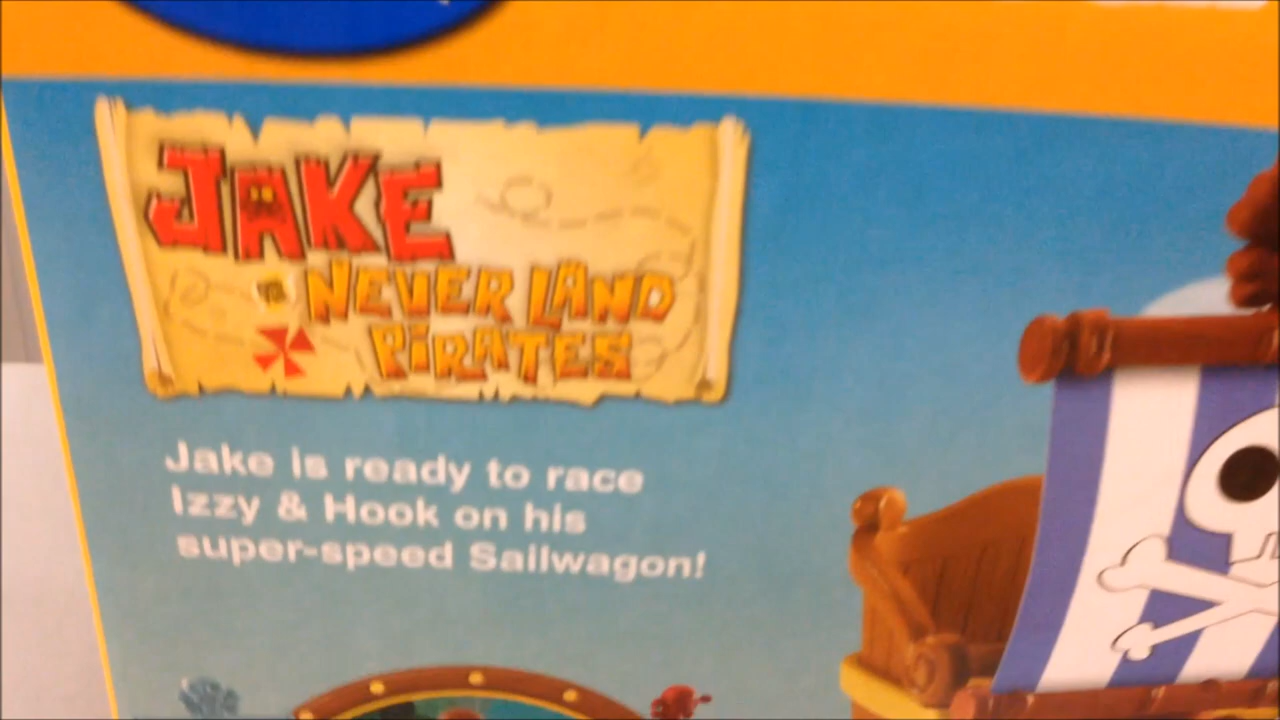 JAKE
NEVER LAND
PIRATES
Jake is ready to race
Izzy & Hook on his
super-speed Sailwagon!